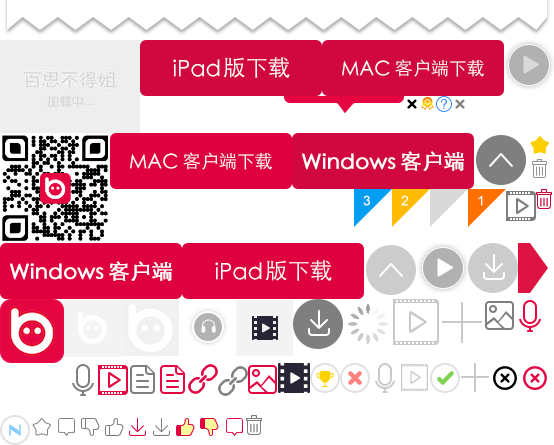 百思不得姐
加载中...
iPad版下载
MAC 客户端下载
?
MAC 客户端下载
Windows 客户端
3
2
1
Windows 客户端
iPad版下载
N